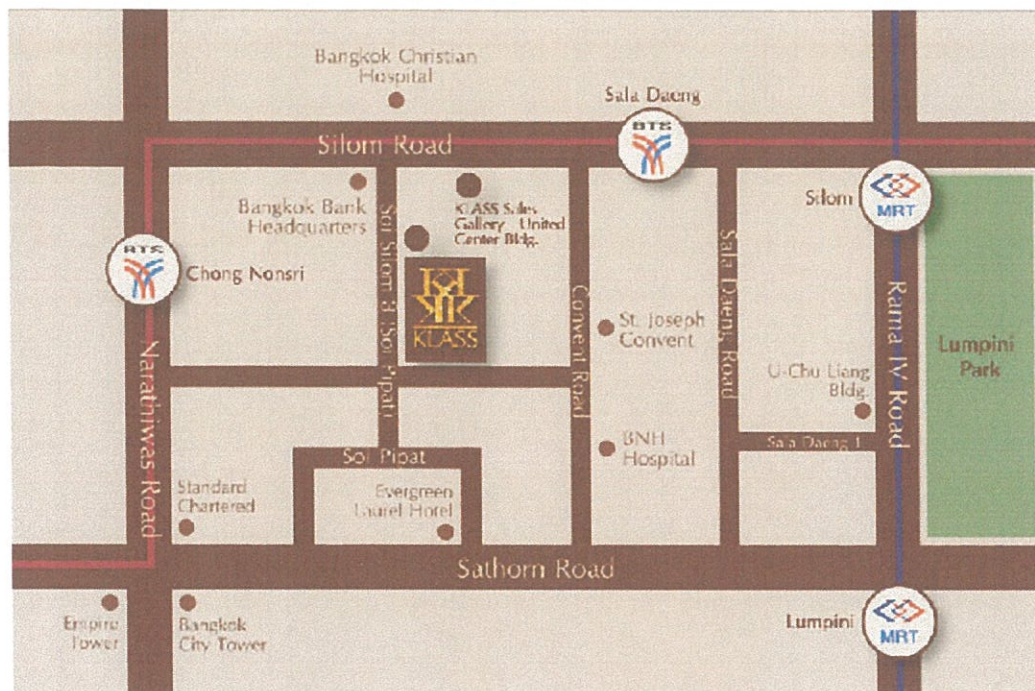 Bangkok Christian
Hospital
Sala Daeng
BTS
Silom Road
Bangkok Bank
Headquarters
KLASS Sales
Gallery United
Center Bldg.
Silom
MRT
BTS
Chong Nonsri
Soi Silom 3 (Soi Pipat)
KLASS
Convent Road
St. Joseph
Convent
Sala Daeng Road
Rama IV Road
Lumpini
Park
U-Chu Liang
Bldg.
Narathiwas Road
Soi Pipat
BNH
Hospital
Sala Daeng 1
Standard
Chartered
Evergreen
Laurel Hotel
Sathorn Road
Empire
Tower
Bangkok
City Tower
Lumpini
MRT